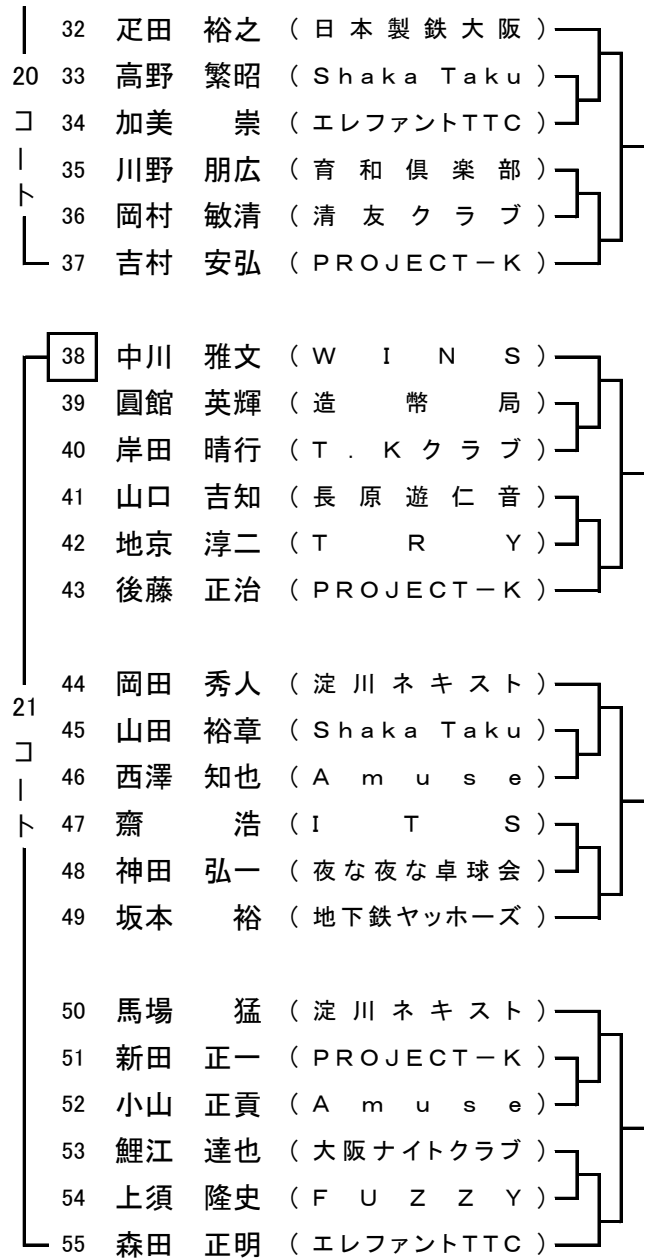 32 疋田 裕之 (日本製鉄大阪)
20 33 高野 繁昭 (Shaka Taku)
コート 34 加美 崇 (エレファントTTC)
35 川野 朋広 (育和倶楽部)
36 岡村 敏清 (清友クラブ)
37 吉村 安弘 (PROJECT-K)
38 中川 雅文 (WINS)
39 圓館 英輝 (造幣局)
40 岸田 晴行 (T.Kクラブ)
41 山口 吉知 (長原遊仁音)
42 地京 淳二 (TRY)
43 後藤 正治 (PROJECT-K)
44 岡田 秀人 (淀川ネキスト)
21 45 山田 裕章 (Shaka Taku)
コート 46 西澤 知也 (Amuse)
47 齋 浩 (ITS)
48 神田 弘一 (夜な夜な卓球会)
49 坂本 裕 (地下鉄ヤッホーズ)
50 馬場 猛 (淀川ネキスト)
51 新田 正一 (PROJECT-K)
52 小山 正貢 (Amuse)
53 鯉江 達也 (大阪ナイトクラブ)
54 上須 隆史 (FUZZY)
55 森田 正明 (エレファントTTC)